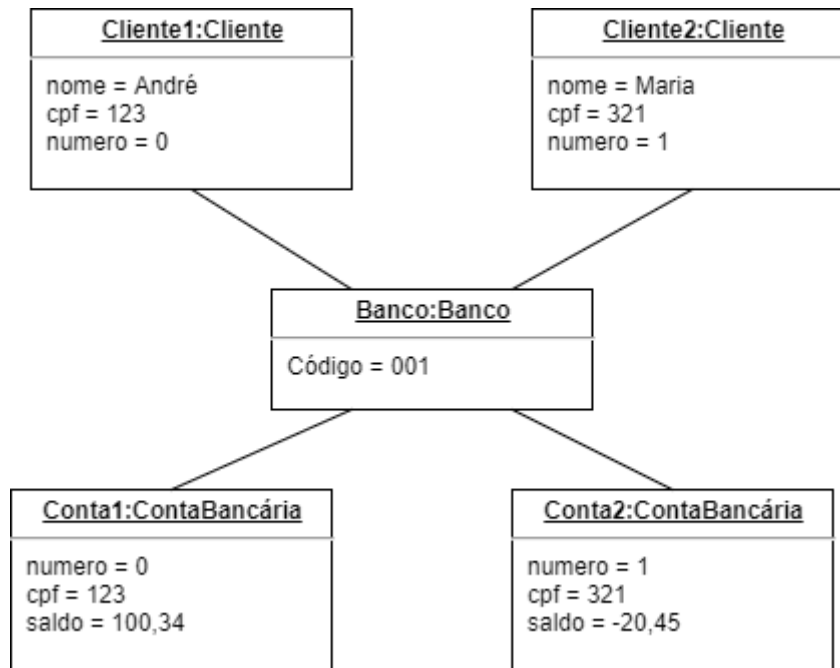 Cliente1:Cliente
nome = André
cpf = 123
numero = 0
Cliente2:Cliente
nome = Maria
cpf = 321
numero = 1
Banco:Banco
Código = 001
Conta1:ContaBancária
numero = 0
cpf = 123
saldo = 100,34
Conta2:ContaBancária
numero = 1
cpf = 321
saldo = -20,45